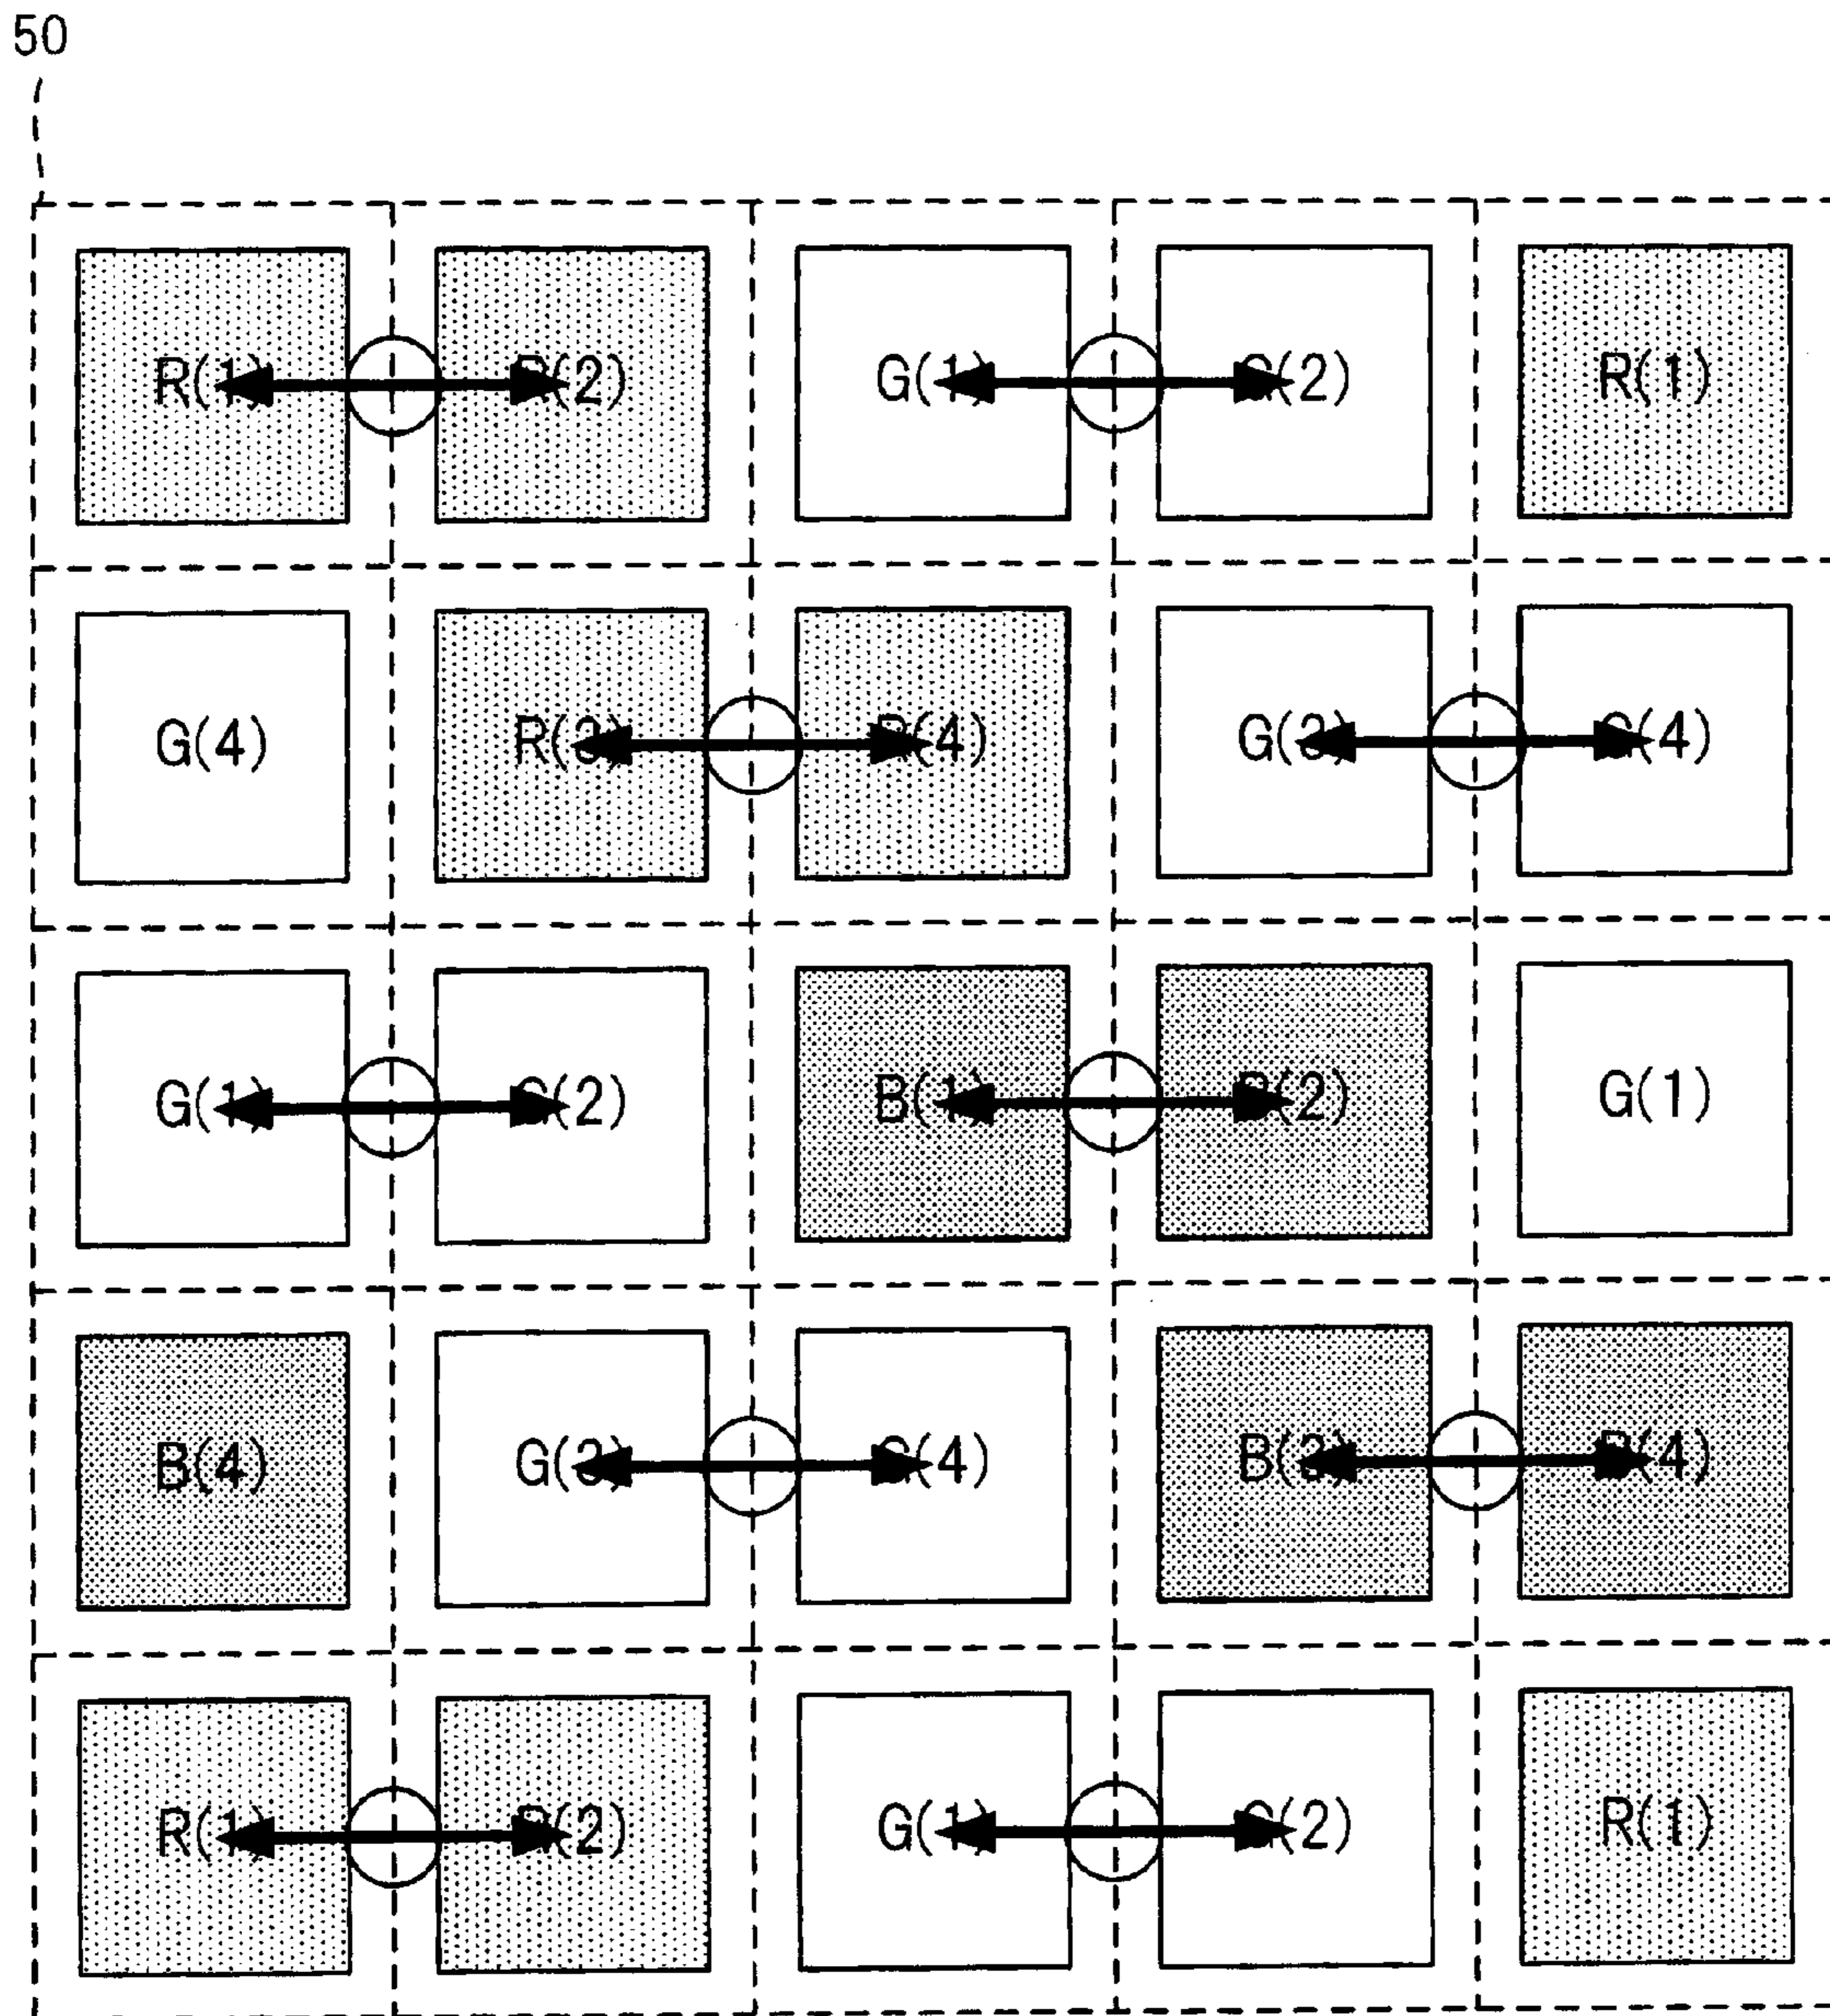 50
R(1) R(2) G(1) G(2) R(1)
G(4) R(3) R(4) G(3) G(4)
G(1) G(2) B(1) B(2) G(1)
B(4) G(3) G(4) B(3) B(4)
R(1) R(2) G(1) G(2) R(1)